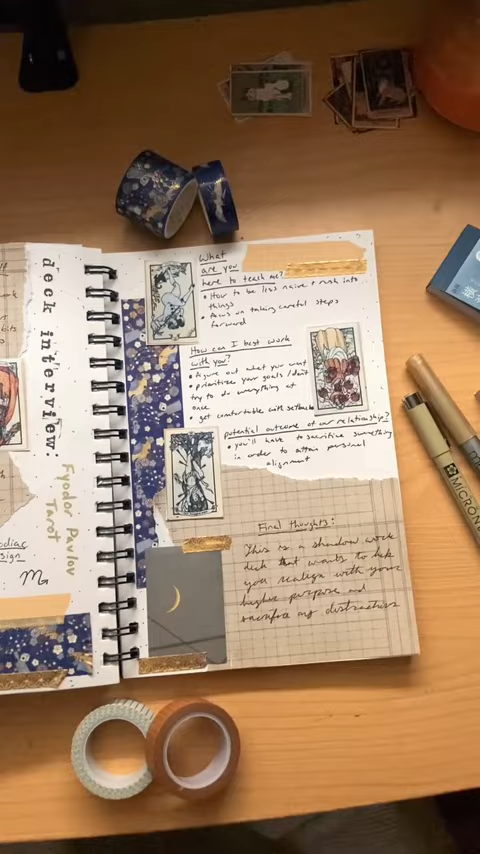 deck interview.
Fyodor Pavlov
Tarot
zodiac
sign
What
are you
here to teach me?
• How to be less naive + rush into
things
• focus on taking careful steps
forward
How can I best work
with you?
• figure out what you want
• prioritize your goals / don't
try to do everything at
once
• get comfortable with setbacks
potential outcome of our relationship?
• you'll have to sacrifice something
in order to attain personal
alignment
Final thoughts:
This is a shadow work
deck that wants to help
you realign with your
higher purpose and
sacrifice my distractions
MICRON